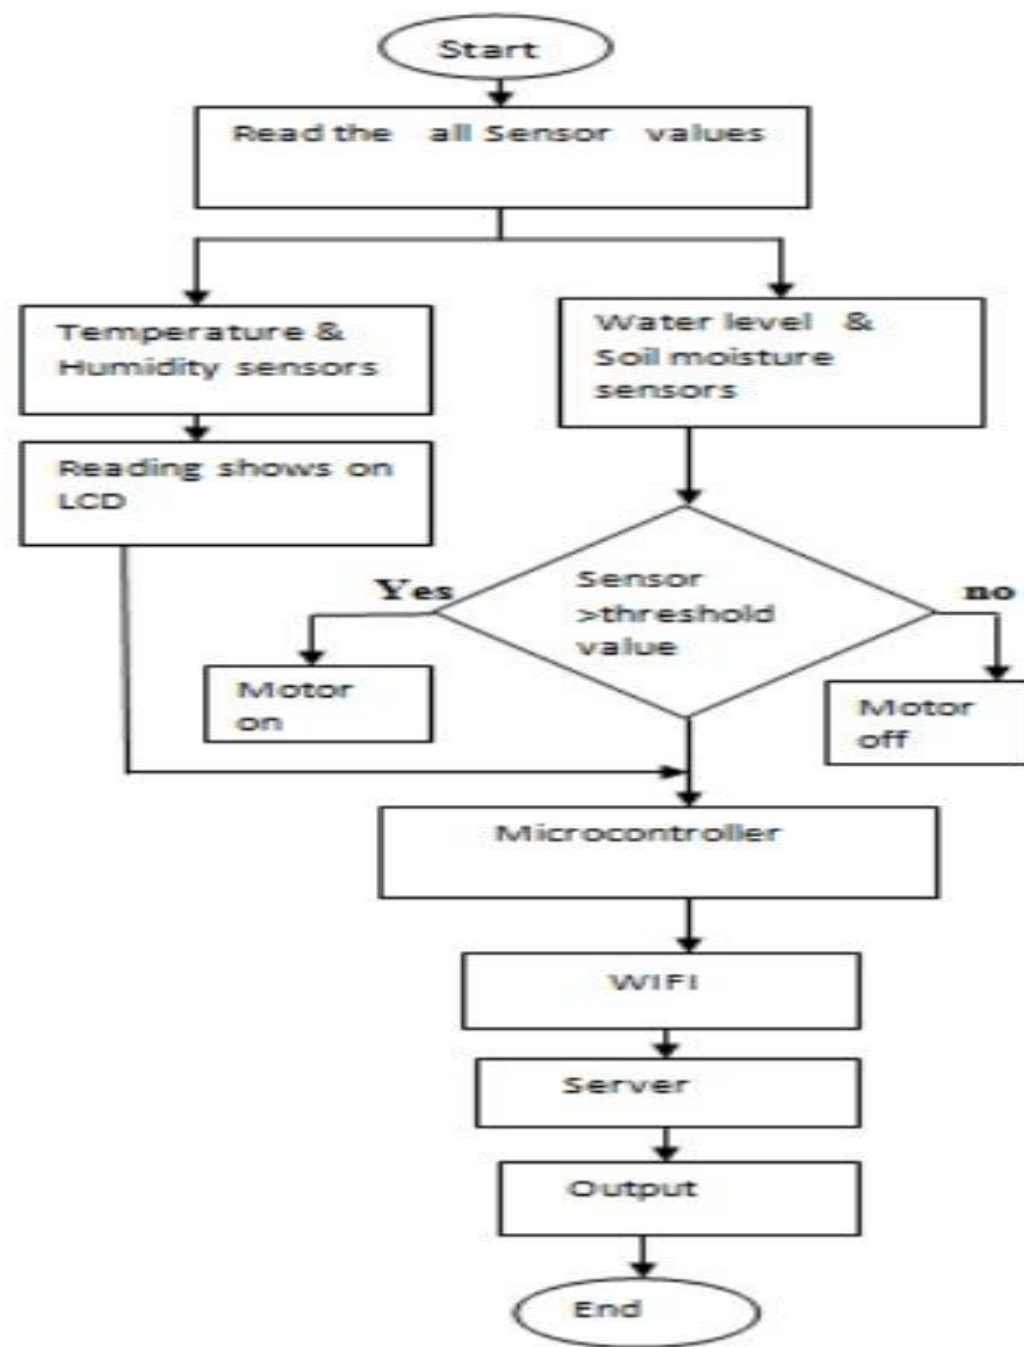 Start
Read the all Sensor values
Temperature &
Humidity sensors
Water level &
Soil moisture
sensors
Reading shows on
LCD
Sensor
>threshold
value
Yes
no
Motor
on
Motor
off
Microcontroller
WIFI
Server
Output
End